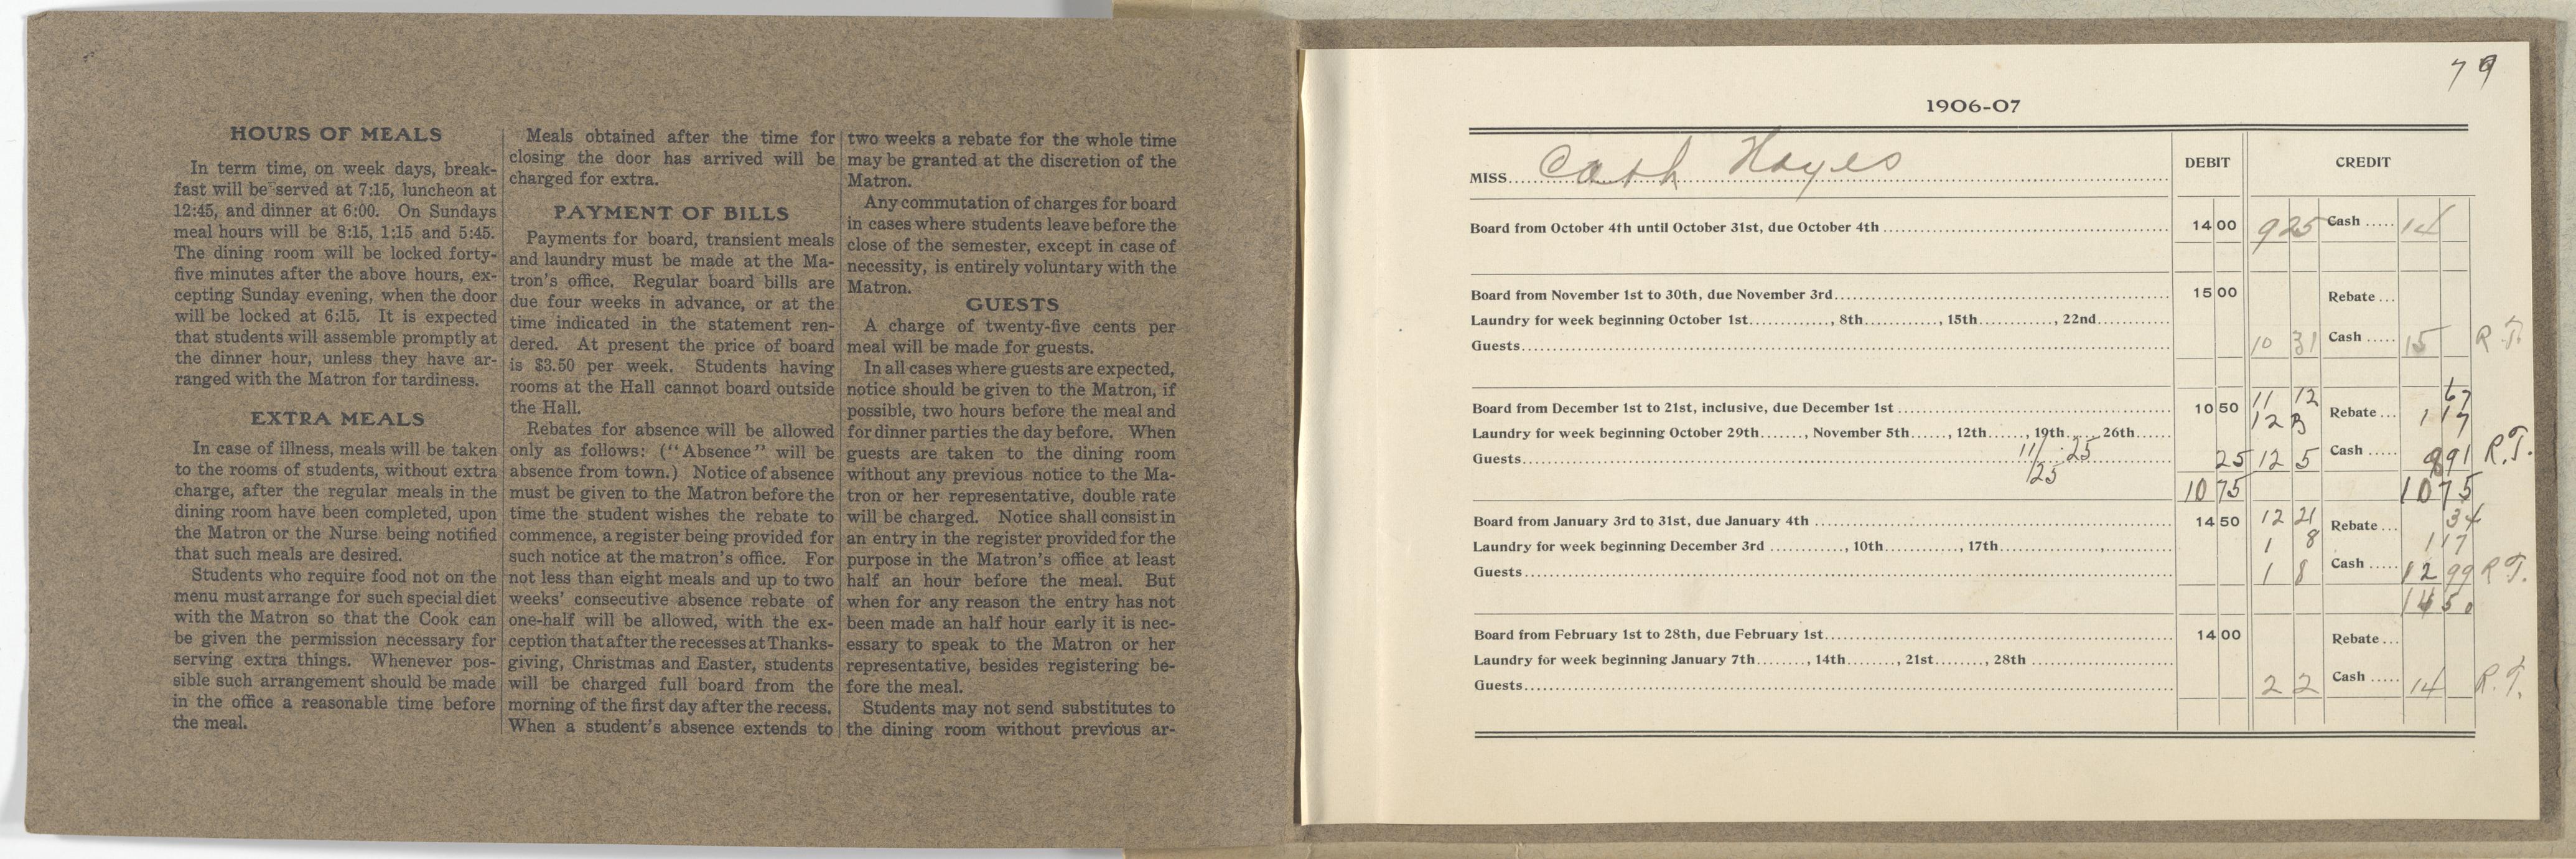 HOURS OF MEALS
In term time, on week days, break-
fast will be served at 7:15, luncheon at
12:45, and dinner at 6:00. On Sundays
meal hours will be 8:15, 1:15 and 5:45.
The dining room will be locked forty-
five minutes after the above hours, ex-
cepting Sunday evening, when the door
will be locked at 6:15. It is expected
that students will assemble promptly at
the dinner hour, unless they have ar-
ranged with the Matron for tardiness.
EXTRA MEALS
In case of illness, meals will be taken
to the rooms of students, without extra
charge, after the regular meals in the
dining room have been completed, upon
the Matron or the Nurse being notified
that such meals are desired.
Students who require food not on the
menu must arrange for such special diet
with the Matron so that the Cook can
be given the permission necessary for
serving extra things. Whenever pos-
sible such arrangement should be made
in the office a reasonable time before
the meal.
Meals obtained after the time for
closing the door has arrived will be
charged for extra.
PAYMENT OF BILLS
Payments for board, transient meals
and laundry must be made at the Ma-
tron's office. Regular board bills are
due four weeks in advance, or at the
time indicated in the statement ren-
dered. At present the price of board
is $3.50 per week. Students having
rooms at the Hall cannot board outside
the Hall.
Rebates for absence will be allowed
only as follows: ("Absence" will be
absence from town.) Notice of absence
must be given to the Matron before the
time the student wishes the rebate to
commence, a register being provided for
such notice at the matron's office. For
not less than eight meals and up to two
weeks' consecutive absence rebate of
one-half will be allowed, with the ex-
ception that after the recesses at Thanks-
giving, Christmas and Easter, students
will be charged full board from the
morning of the first day after the recess.
When a student's absence extends to
two weeks a rebate for the whole time
may be granted at the discretion of the
Matron.
Any commutation of charges for board
in cases where students leave before the
close of the semester, except in case of
necessity, is entirely voluntary with the
Matron.
GUESTS
A charge of twenty-five cents per
meal will be made for guests.
In all cases where guests are expected,
notice should be given to the Matron, if
possible, two hours before the meal and
for dinner parties the day before. When
guests are taken to the dining room
without any previous notice to the Ma-
tron or her representative, double rate
will be charged. Notice shall consist in
an entry in the register provided for the
purpose in the Matron's office at least
half an hour before the meal. But
when for any reason the entry has not
been made an half hour early it is nec-
essary to speak to the Matron or her
representative, besides registering be-
fore the meal.
Students may not send substitutes to
the dining room without previous ar-
79
1906-07
MISS Cath Hayes DEBIT CREDIT
Board from October 4th until October 31st, due October 4th 14 00 9 25 Cash 14
Board from November 1st to 30th, due November 3rd 15 00 Rebate
Laundry for week beginning October 1st, 8th, 15th, 22nd
Guests 10 31 Cash 15 R.T.
67
Board from December 1st to 21st, inclusive, due December 1st 10 50 11 12 Rebate 1 17
12 3
Laundry for week beginning October 29th, November 5th, 12th, 19th, 26th
Guests 11/25 25 12 5 Cash 8 91 R.T.
/25
10 75 10 75
Board from January 3rd to 31st, due January 4th 14 50 12 21 Rebate 34
Laundry for week beginning December 3rd, 10th, 17th, 1 8 1 17
Guests 1 8 Cash 12 99 R.T.
14 50
Board from February 1st to 28th, due February 1st 14 00 Rebate
Laundry for week beginning January 7th, 14th, 21st, 28th
Guests 2 2 Cash 14 R.T.